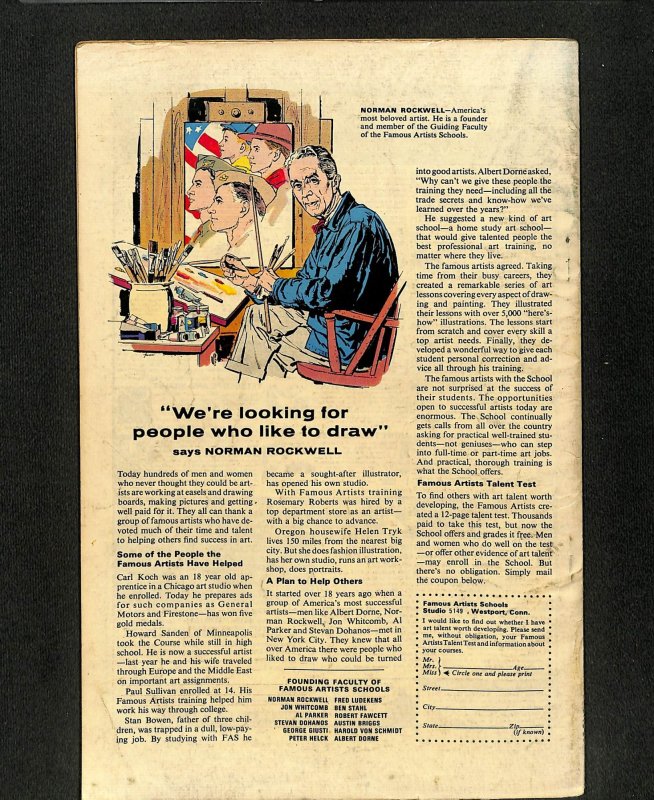 NORMAN ROCKWELL—America's
most beloved artist. He is a founder
and member of the Guiding Faculty
of the Famous Artists Schools.
"We're looking for
people who like to draw"
says NORMAN ROCKWELL
Today hundreds of men and women
who never thought they could be art-
ists are working at easels and drawing
boards, making pictures and getting
well paid for it. They all can thank a
group of famous artists who have de-
voted much of their time and talent
to helping others find success in art.
Some of the People the
Famous Artists Have Helped
Carl Koch was an 18 year old ap-
prentice in a Chicago art studio when
he enrolled. Today he prepares ads
for such companies as General
Motors and Firestone—has won five
gold medals.
Howard Sanden of Minneapolis
took the Course while still in high
school. He is now a successful artist
—last year he and his wife traveled
through Europe and the Middle East
on important art assignments.
Paul Sullivan enrolled at 14. His
Famous Artists training helped him
work his way through college.
Stan Bowen, father of three chil-
dren, was trapped in a dull, low-pay-
ing job. By studying with FAS he
became a sought-after illustrator,
has opened his own studio.
With Famous Artists training
Rosemary Roberts was hired by a
top department store as an artist—
with a big chance to advance.
Oregon housewife Helen Tryk
lives 150 miles from the nearest big
city. But she does fashion illustration,
has her own studio, runs an art work-
shop, does portraits.
A Plan to Help Others
It started over 18 years ago when a
group of America's most successful
artists—men like Albert Dorne, Nor-
man Rockwell, Jon Whitcomb, Al
Parker and Stevan Dohanos—met in
New York City. They knew that all
over America there were people who
liked to draw who could be turned
into good artists. Albert Dorne asked,
"Why can't we give these people the
training they need—including all the
trade secrets and know-how we've
learned over the years?"
He suggested a new kind of art
school—a home study art school—
that would give talented people the
best professional art training, no
matter where they live.
The famous artists agreed. Taking
time from their busy careers, they
created a remarkable series of art
lessons covering every aspect of draw-
ing and painting. They illustrated
their lessons with over 5,000 "here's-
how" illustrations. The lessons start
from scratch and cover every skill a
top artist needs. Finally, they de-
veloped a wonderful way to give each
student personal correction and ad-
vice all through his training.
The famous artists with the School
are not surprised at the success of
their students. The opportunities
open to successful artists today are
enormous. The School continually
gets calls from all over the country
asking for practical well-trained stu-
dents—not geniuses—who can step
into full-time or part-time art jobs.
And practical, thorough training is
what the School offers.
Famous Artists Talent Test
To find others with art talent worth
developing, the Famous Artists cre-
ated a 12-page talent test. Thousands
paid to take this test, but now the
School offers and grades it free. Men
and women who do well on the test
—or offer other evidence of art talent
—may enroll in the School. But
there's no obligation. Simply mail
the coupon below.
FOUNDING FACULTY OF
FAMOUS ARTISTS SCHOOLS
NORMAN ROCKWELL FRED LUDEKENS
JON WHITCOMB BEN STAHL
AL PARKER ROBERT FAWCETT
STEVAN DOHANOS AUSTIN BRIGGS
GEORGE GIUSTI HAROLD VON SCHMIDT
PETER HELCK ALBERT DORNE
Famous Artists Schools
Studio 5149, Westport, Conn.
I would like to find out whether I have
art talent worth developing. Please send
me, without obligation, your Famous
Artists Talent Test and information about
your courses.
Mr.
Mrs. Age
Miss Circle one and please print
Street
City
State Zip
(if known)